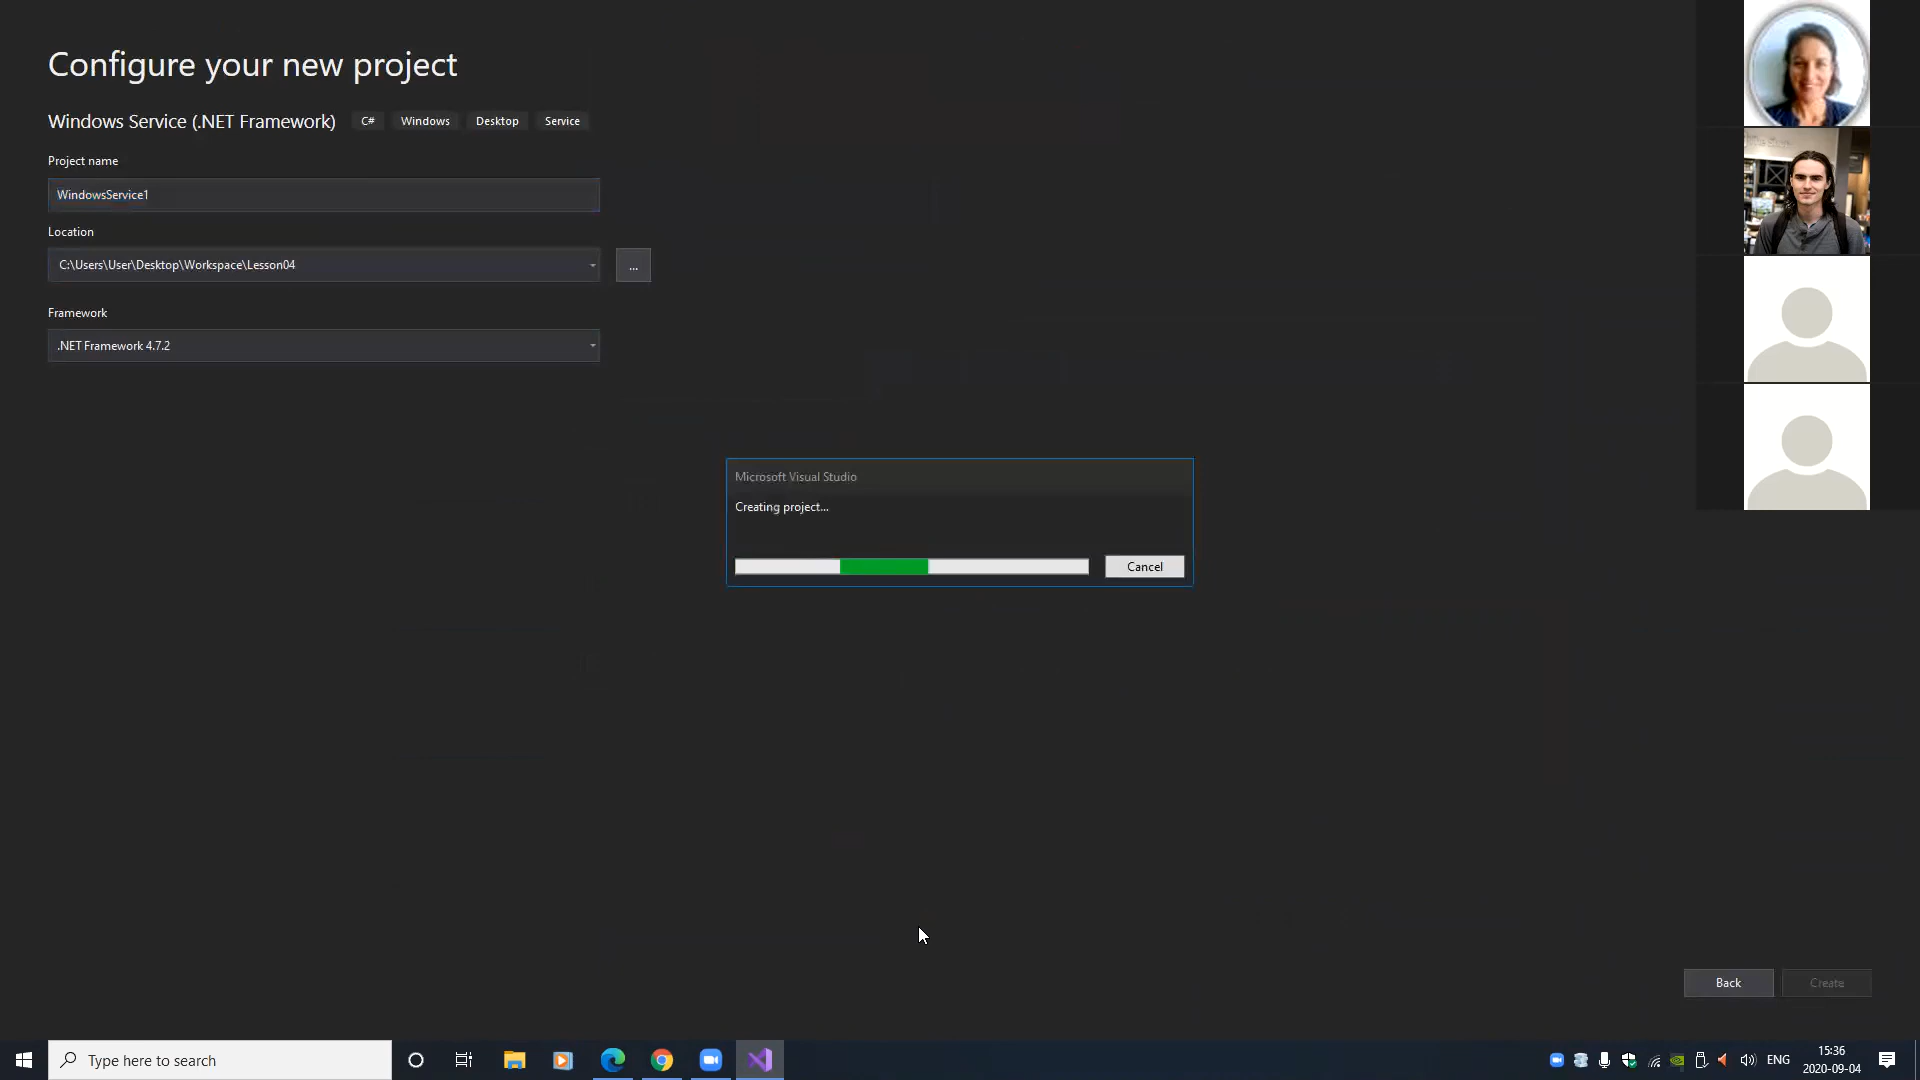 Configure your new project
Windows Service (.NET Framework) C# Windows Desktop Service
Project name
WindowsService1
Location
C:\Users\User\Desktop\Workspace\Lesson04
...
Framework
.NET Framework 4.7.2
Microsoft Visual Studio
Creating project...
Cancel
Back Create
Type here to search
ENG
15:36
2020-09-04